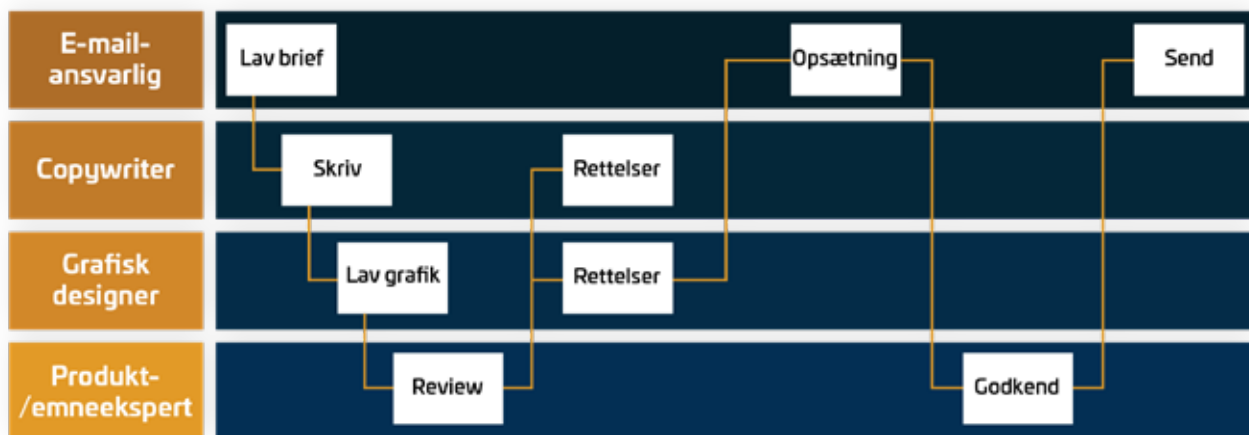 E-mail-
ansvarlig
Lav brief
Opsætning
Send
Copywriter
Skriv
Rettelser
Grafisk
designer
Lav grafik
Rettelser
Produkt-
/emneekspert
Review
Godkend